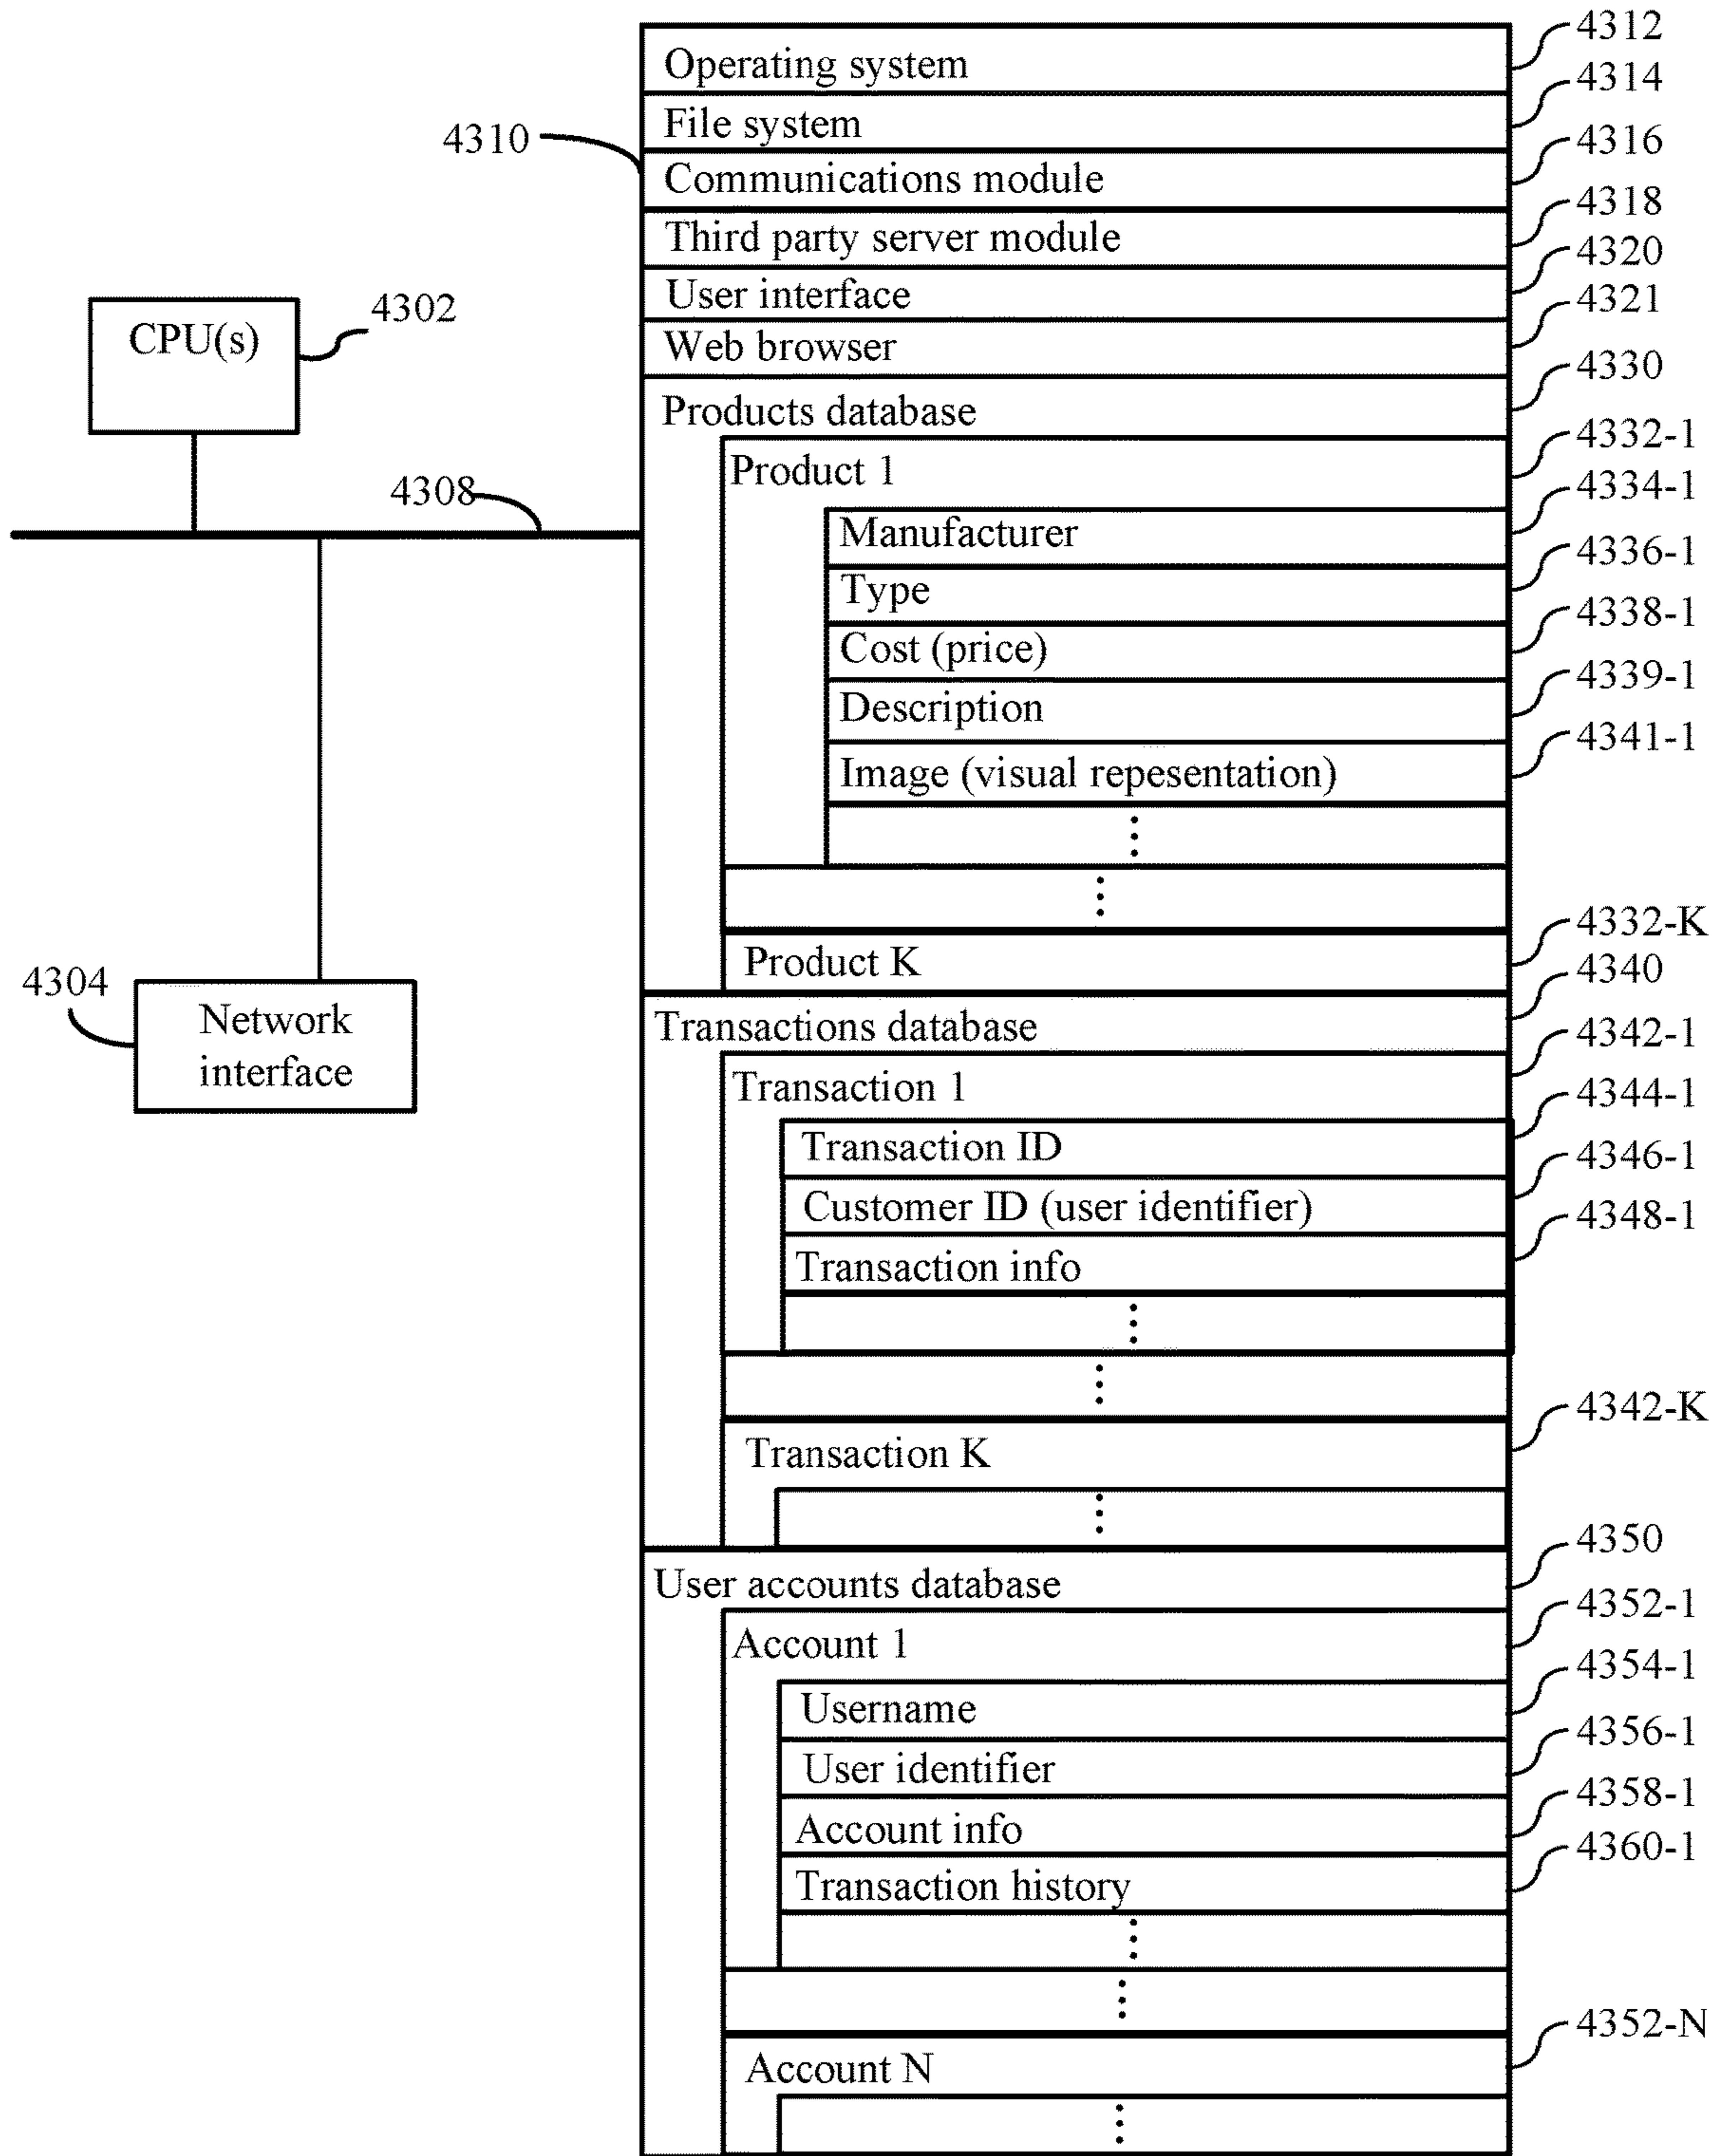 Operating system 4312
File system 4314
4310
Communications module 4316
Third party server module 4318
User interface 4320
Web browser 4321
CPU(s) 4302
Products database 4330
Product 1 4332-1
4308
Manufacturer 4334-1
Type 4336-1
Cost (price) 4338-1
Description 4339-1
Image (visual repesentation) 4341-1
Product K 4332-K
4304
Network
interface
Transactions database 4340
Transaction 1 4342-1
Transaction ID 4344-1
Customer ID (user identifier) 4346-1
Transaction info 4348-1
Transaction K 4342-K
User accounts database 4350
Account 1 4352-1
Username 4354-1
User identifier 4356-1
Account info 4358-1
Transaction history 4360-1
Account N 4352-N